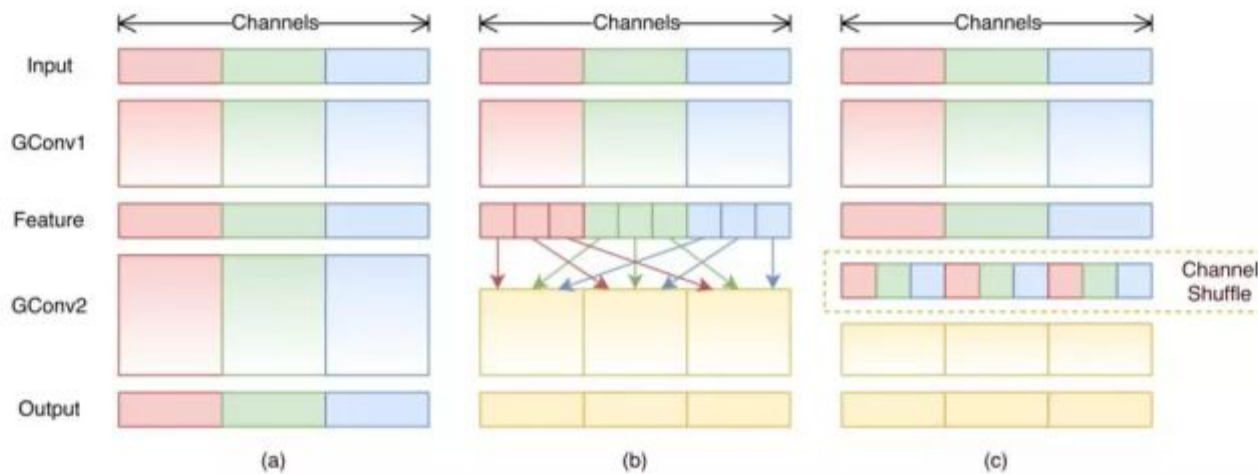 Channels Channels Channels
Input
GConv1
Feature
GConv2
Channel
Shuffle
Output
(a) (b) (c)